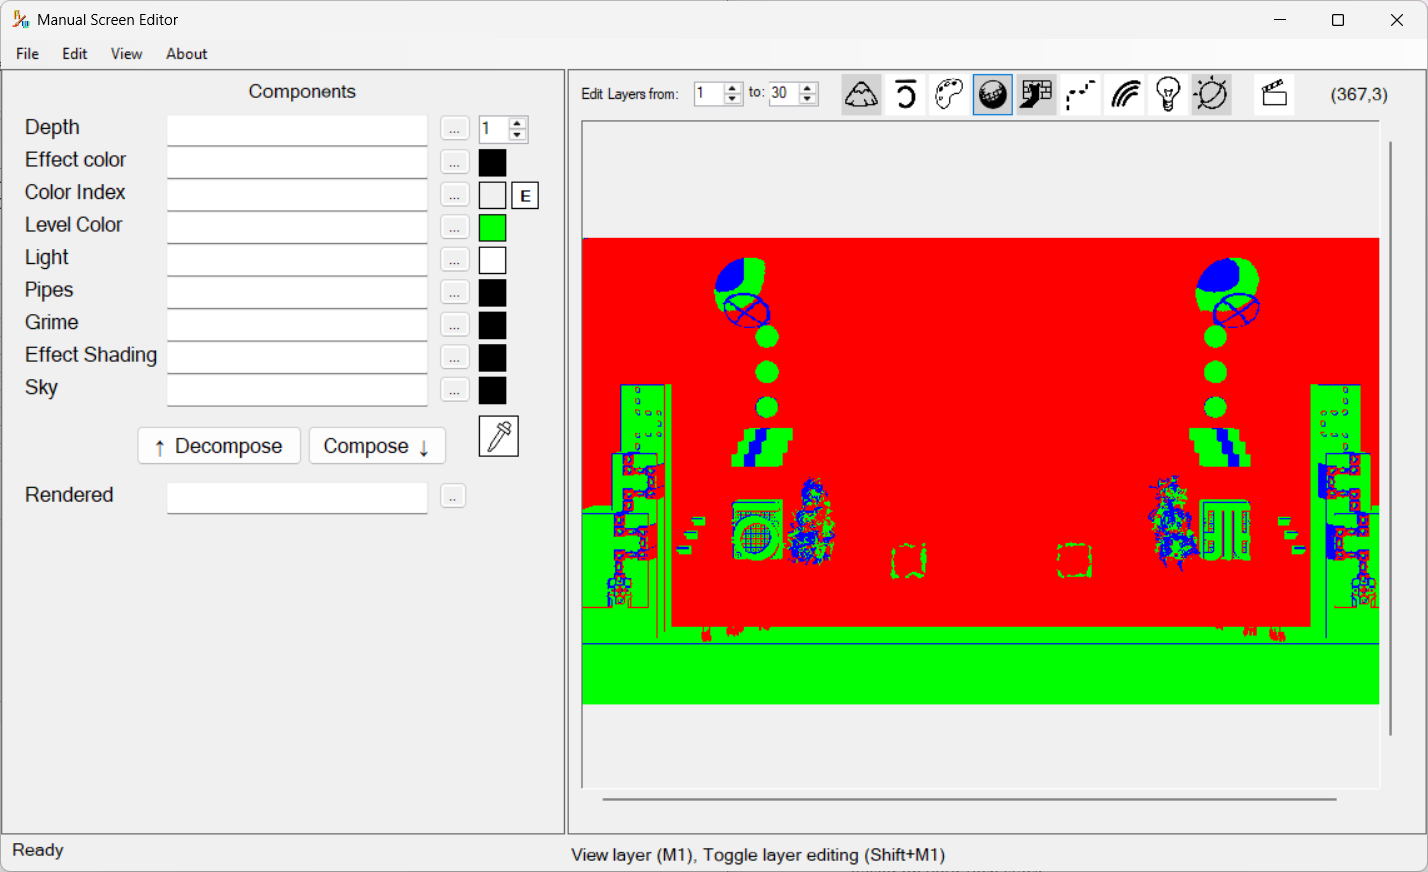 Manual Screen Editor
File Edit View About
Components
Edit Layers from: 1 to: 30
(367,3)
Depth ... 1
Effect color ...
Color Index ... E
Level Color ...
Light ...
Pipes ...
Grime ...
Effect Shading ...
Sky ...
↑ Decompose Compose ↓
Rendered ..
Ready
View layer (M1), Toggle layer editing (Shift+M1)